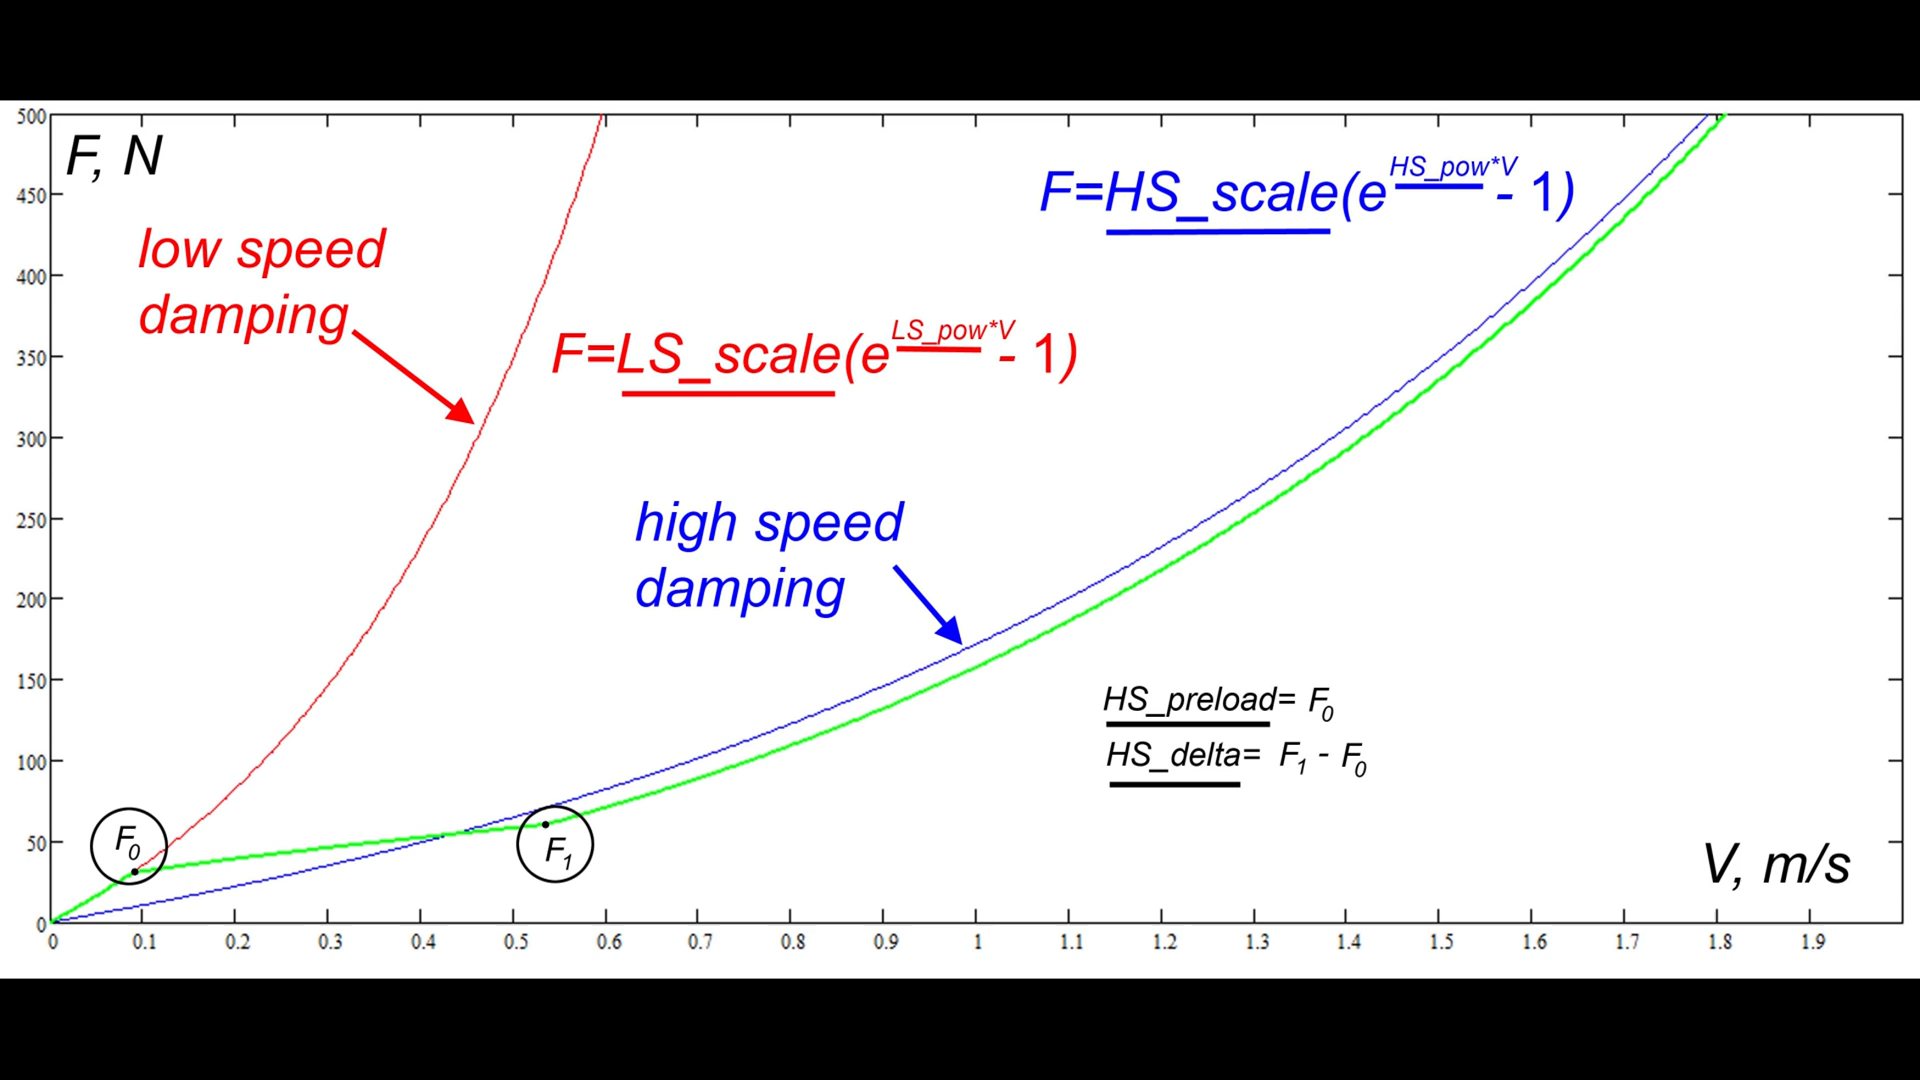 500
F, N
450
400
350
300
250
200
150
100
50
0
low speed
damping
F=LS_scale(e^LS_pow*V - 1)
F=HS_scale(e^HS_pow*V - 1)
high speed
damping
HS_preload= F₀
HS_delta= F₁ - F₀
F₀
F₁
V, m/s
0 0.1 0.2 0.3 0.4 0.5 0.6 0.7 0.8 0.9 1 1.1 1.2 1.3 1.4 1.5 1.6 1.7 1.8 1.9